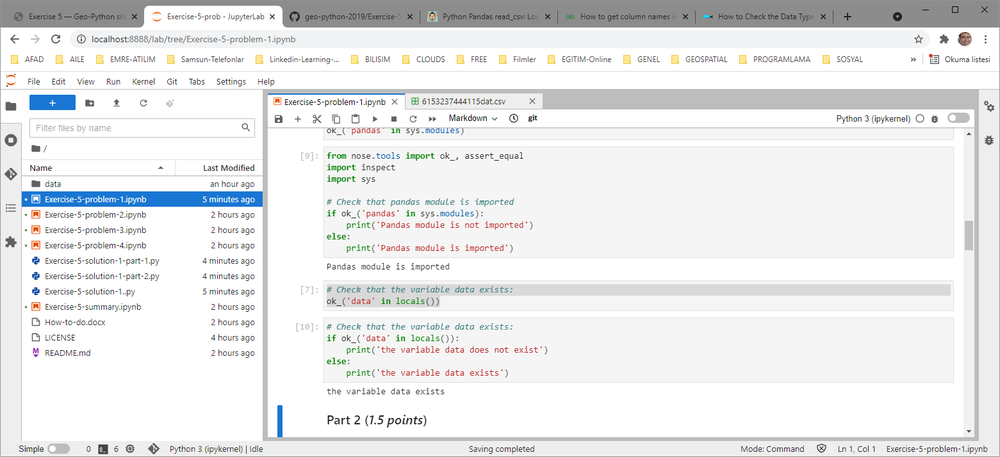 Exercise 5 — Geo-Python sit
Exercise-5-prob - JupyterLab
geo-python-2019/Exercise-5
Python Pandas read_csv: Loa
How to get column names in
How to Check the Data Type
localhost:8888/lab/tree/Exercise-5-problem-1.ipynb
AFAD AILE EMRE-ATILIM Samsun-Telefonlar Linkedin-Learning-... BILISIM CLOUDS FREE Filmler EGITIM-Online GENEL GEOSPATIAL PROGRAMLAMA SOSYAL » Okuma listesi
File Edit View Run Kernel Git Tabs Settings Help
Filter files by name
/
Name Last Modified
data an hour ago
Exercise-5-problem-1.ipynb 5 minutes ago
Exercise-5-problem-2.ipynb 2 hours ago
Exercise-5-problem-3.ipynb 2 hours ago
Exercise-5-problem-4.ipynb 2 hours ago
Exercise-5-solution-1-part-1.py 4 minutes ago
Exercise-5-solution-1-part-2.py 4 minutes ago
Exercise-5-solution-1..py 5 minutes ago
Exercise-5-summary.ipynb 2 hours ago
How-to-do.docx 2 hours ago
LICENSE 4 hours ago
README.md 2 hours ago
Exercise-5-problem-1.ipynb 6153237444115dat.csv
Markdown git Python 3 (ipykernel)
ok_('pandas' in sys.modules)
[9]: from nose.tools import ok_, assert_equal
import inspect
import sys
# Check that pandas module is imported
if ok_('pandas' in sys.modules):
print('Pandas module is not imported')
else:
print('Pandas module is imported')
Pandas module is imported
[7]: # Check that the variable data exists:
ok_('data' in locals())
[10]: # Check that the variable data exists:
if ok_('data' in locals()):
print('the variable data does not exist')
else:
print('the variable data exists')
the variable data exists
Part 2 (1.5 points)
Simple 0 $_ 6 Python 3 (ipykernel) | Idle Saving completed Mode: Command Ln 1, Col 1 Exercise-5-problem-1.ipynb